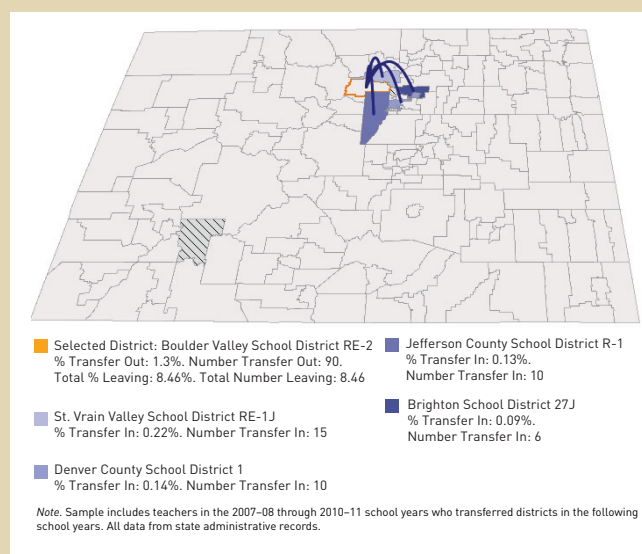 Selected District: Boulder Valley School District RE-2
% Transfer Out: 1.3%. Number Transfer Out: 90.
Total % Leaving: 8.46%. Total Number Leaving: 8.46
St. Vrain Valley School District RE-1J
% Transfer In: 0.22%. Number Transfer In: 15
Denver County School District 1
% Transfer In: 0.14%. Number Transfer In: 10
Jefferson County School District R-1
% Transfer In: 0.13%.
Number Transfer In: 10
Brighton School District 27J
% Transfer In: 0.09%.
Number Transfer In: 6
Note. Sample includes teachers in the 2007–08 through 2010–11 school years who transferred districts in the following
school years. All data from state administrative records.